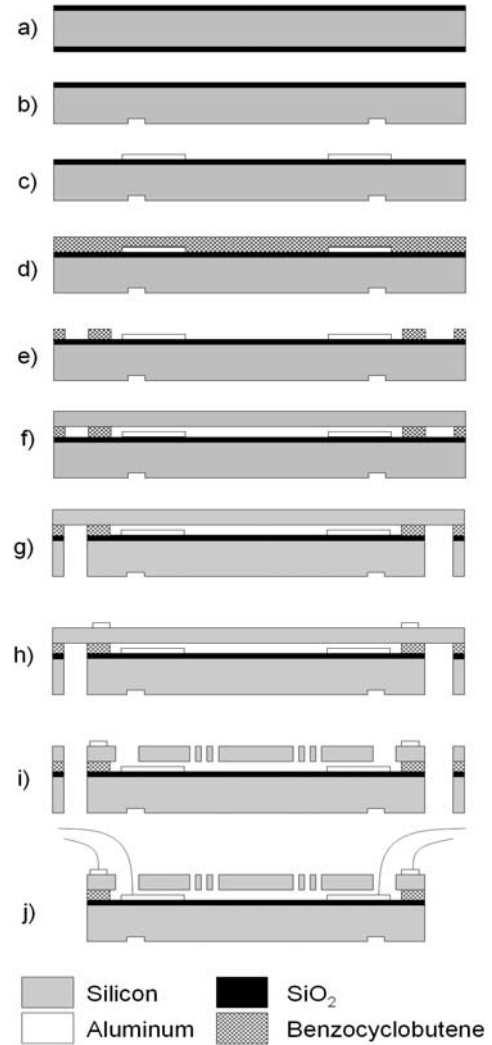 a)
b)
c)
d)
e)
f)
g)
h)
i)
j)
Silicon
SiO₂
Aluminum
Benzocyclobutene